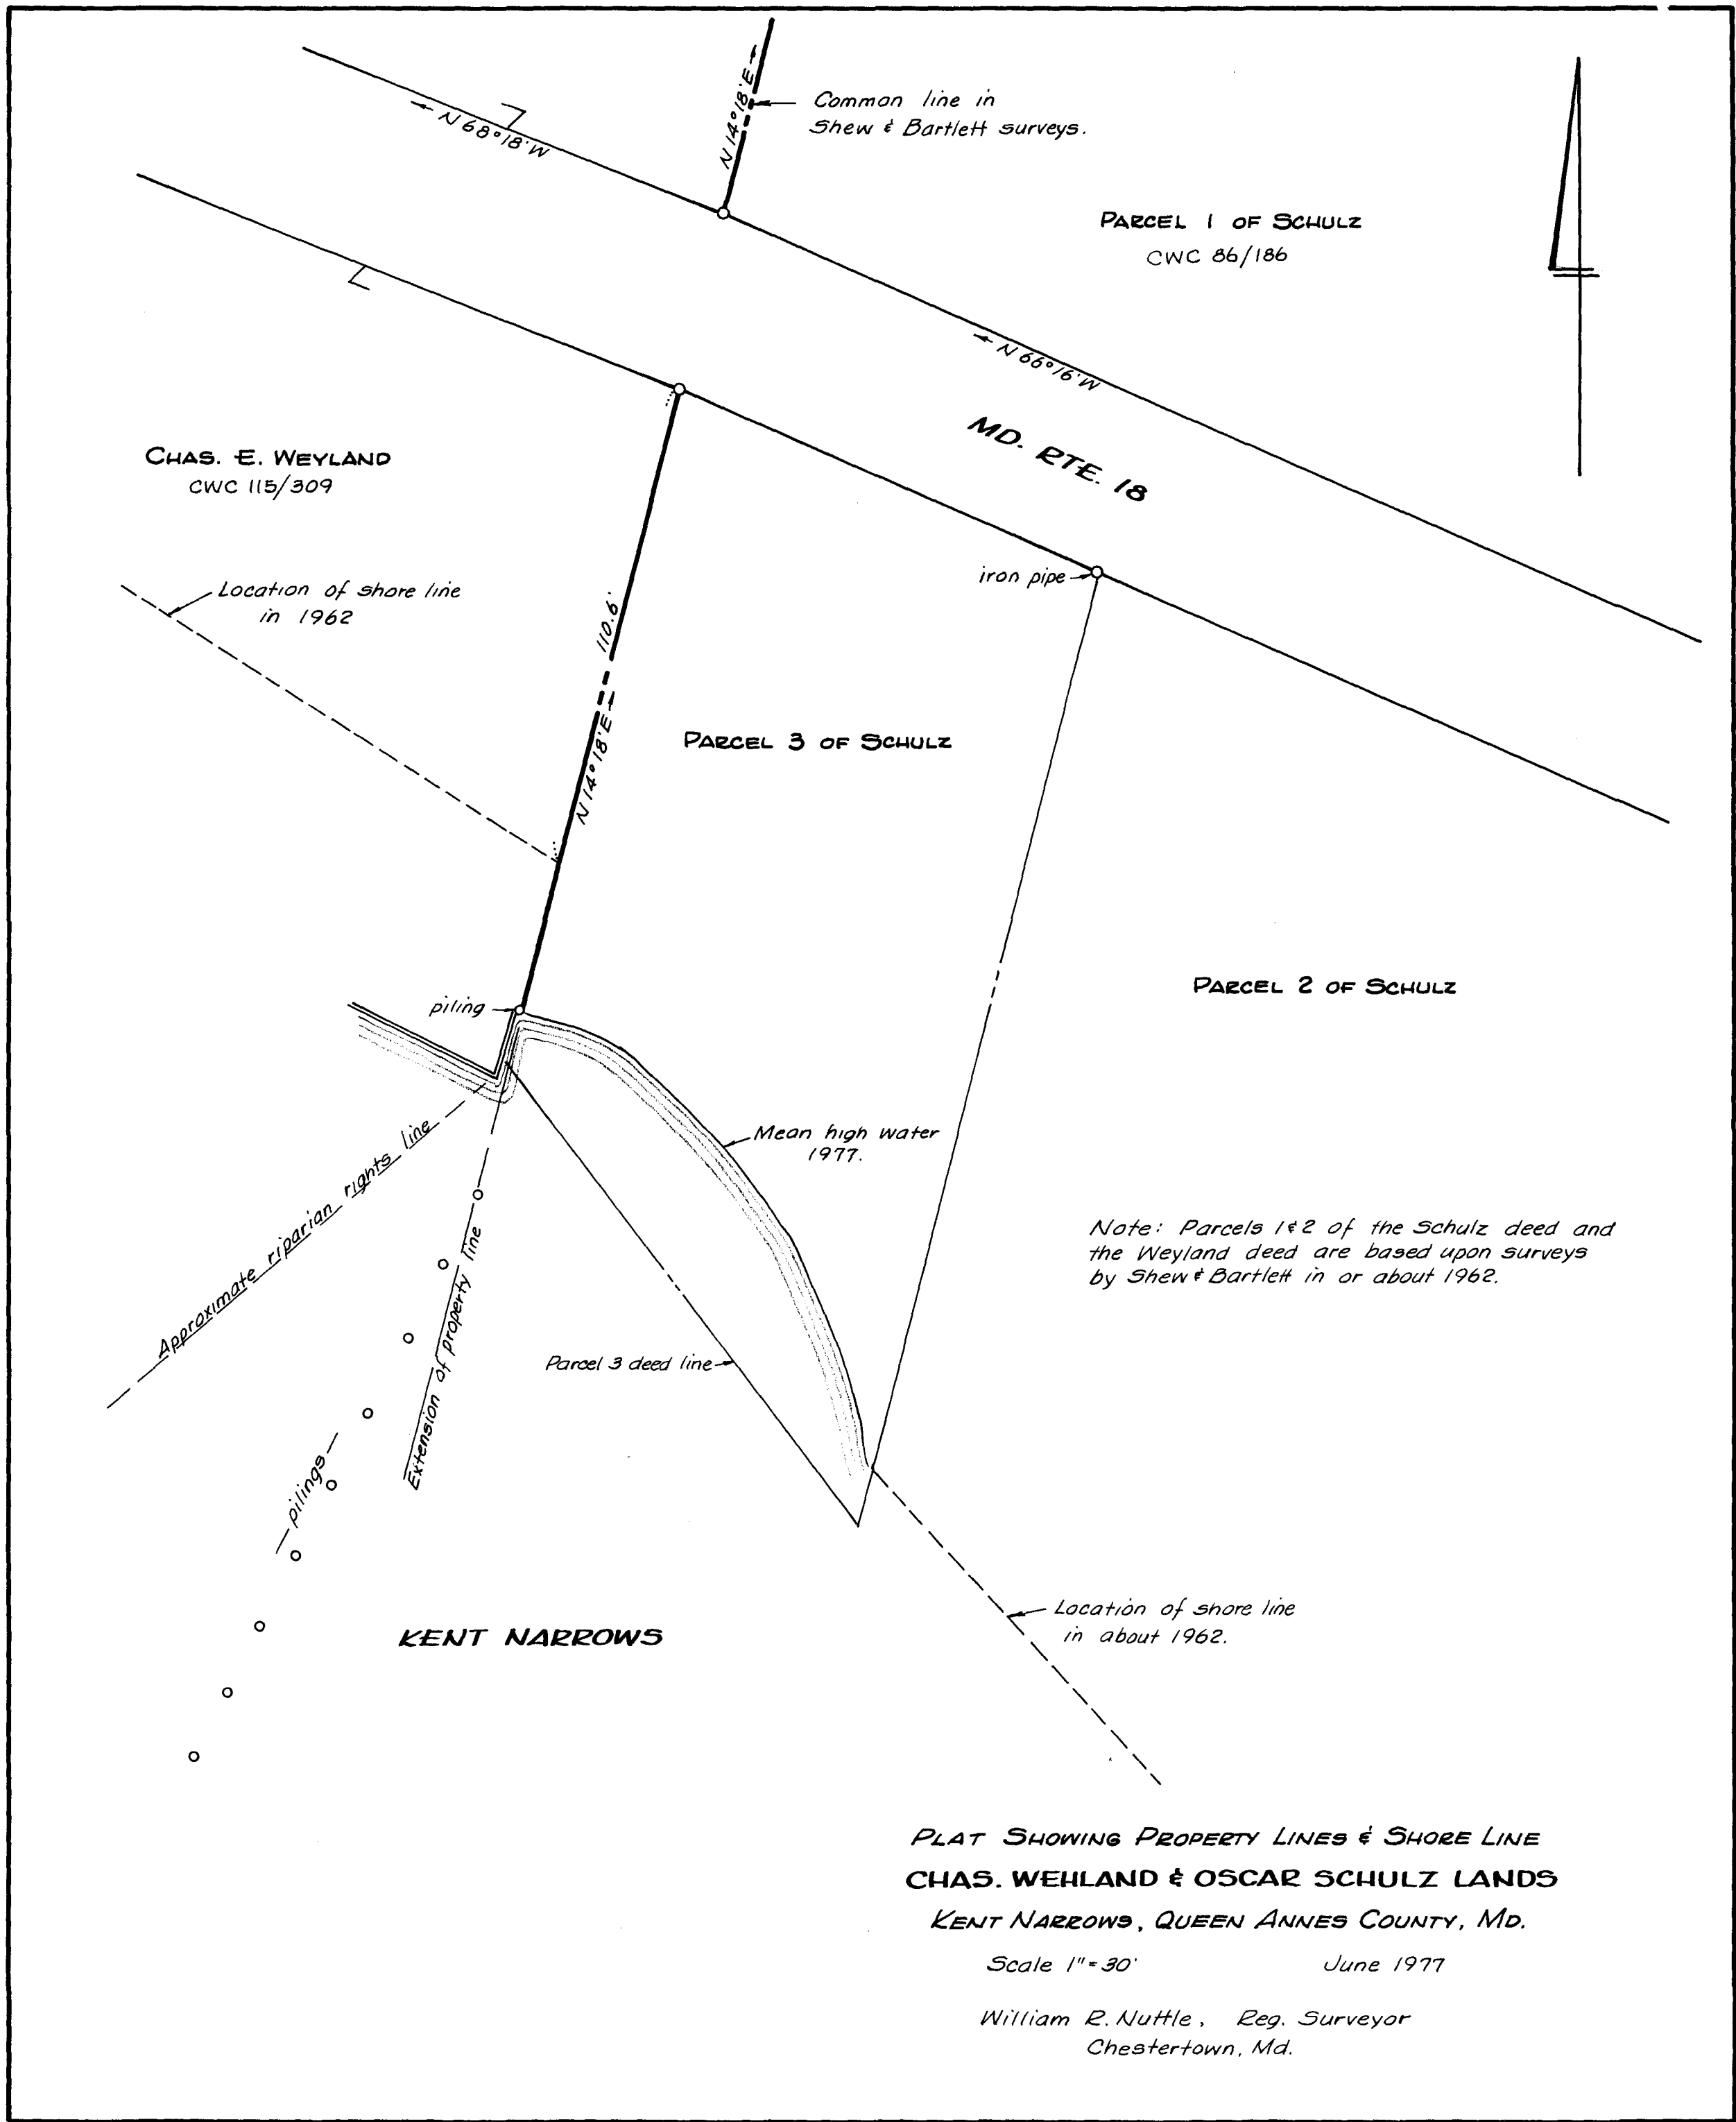 N 14° 18' E
Common line in
Shew & Bartlett surveys.
N 68° 18' W
PARCEL 1 OF SCHULZ
CWC 86/186
N 66° 16' W
MD. RTE. 18
CHAS. E. WEYLAND
CWC 115/309
iron pipe
Location of shore line
in 1962
110.6'
N 14° 18' E
PARCEL 3 OF SCHULZ
PARCEL 2 OF SCHULZ
piling
Mean high water
1977.
Approximate riparian rights line
Extension of property line
Note: Parcels 1 & 2 of the Schulz deed and
the Weyland deed are based upon surveys
by Shew & Bartlett in or about 1962.
Parcel 3 deed line
pilings
Location of shore line
in about 1962.
KENT NARROWS
PLAT SHOWING PROPERTY LINES & SHORE LINE
CHAS. WEHLAND & OSCAR SCHULZ LANDS
KENT NARROWS, QUEEN ANNES COUNTY, MD.
Scale 1" = 30' June 1977
William R. Nuttle, Reg. Surveyor
Chestertown, Md.